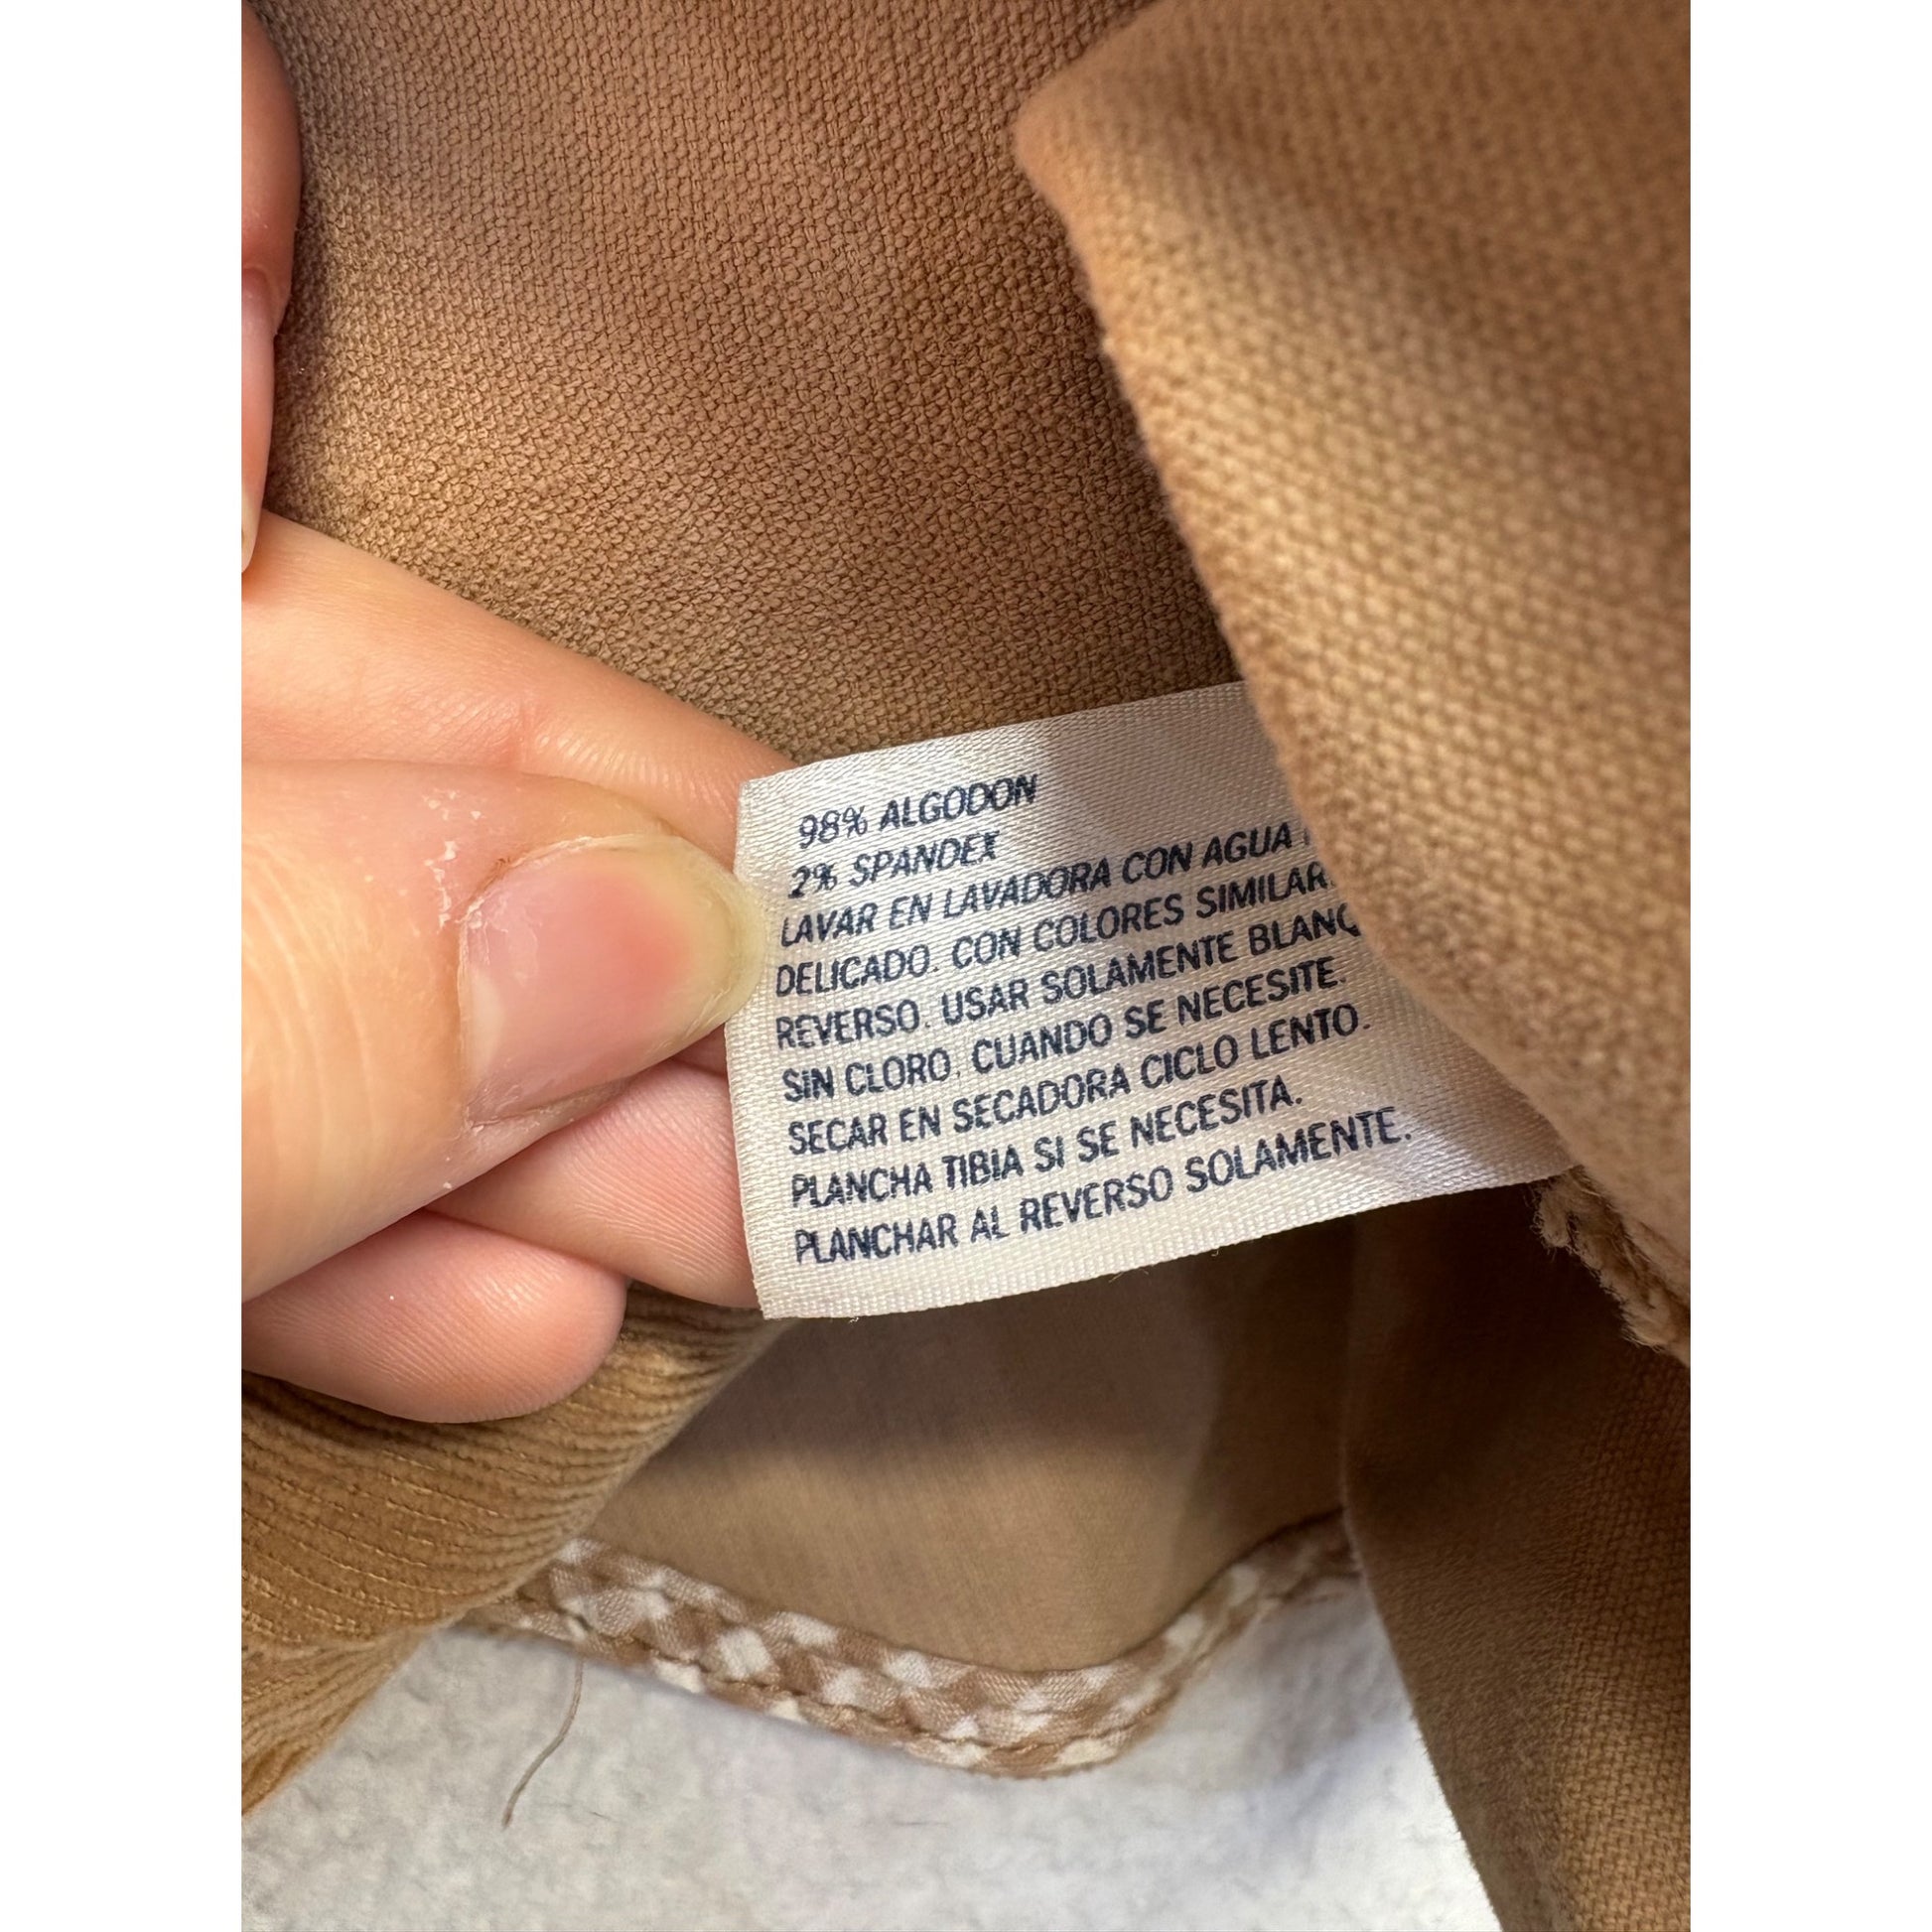 98% ALGODON
2% SPANDEX
LAVAR EN LAVADORA CON AGUA
DELICADO. CON COLORES SIMILAR
REVERSO. USAR SOLAMENTE BLANQ
SIN CLORO. CUANDO SE NECESITE.
SECAR EN SECADORA CICLO LENTO.
PLANCHA TIBIA SI SE NECESITA.
PLANCHAR AL REVERSO SOLAMENTE.